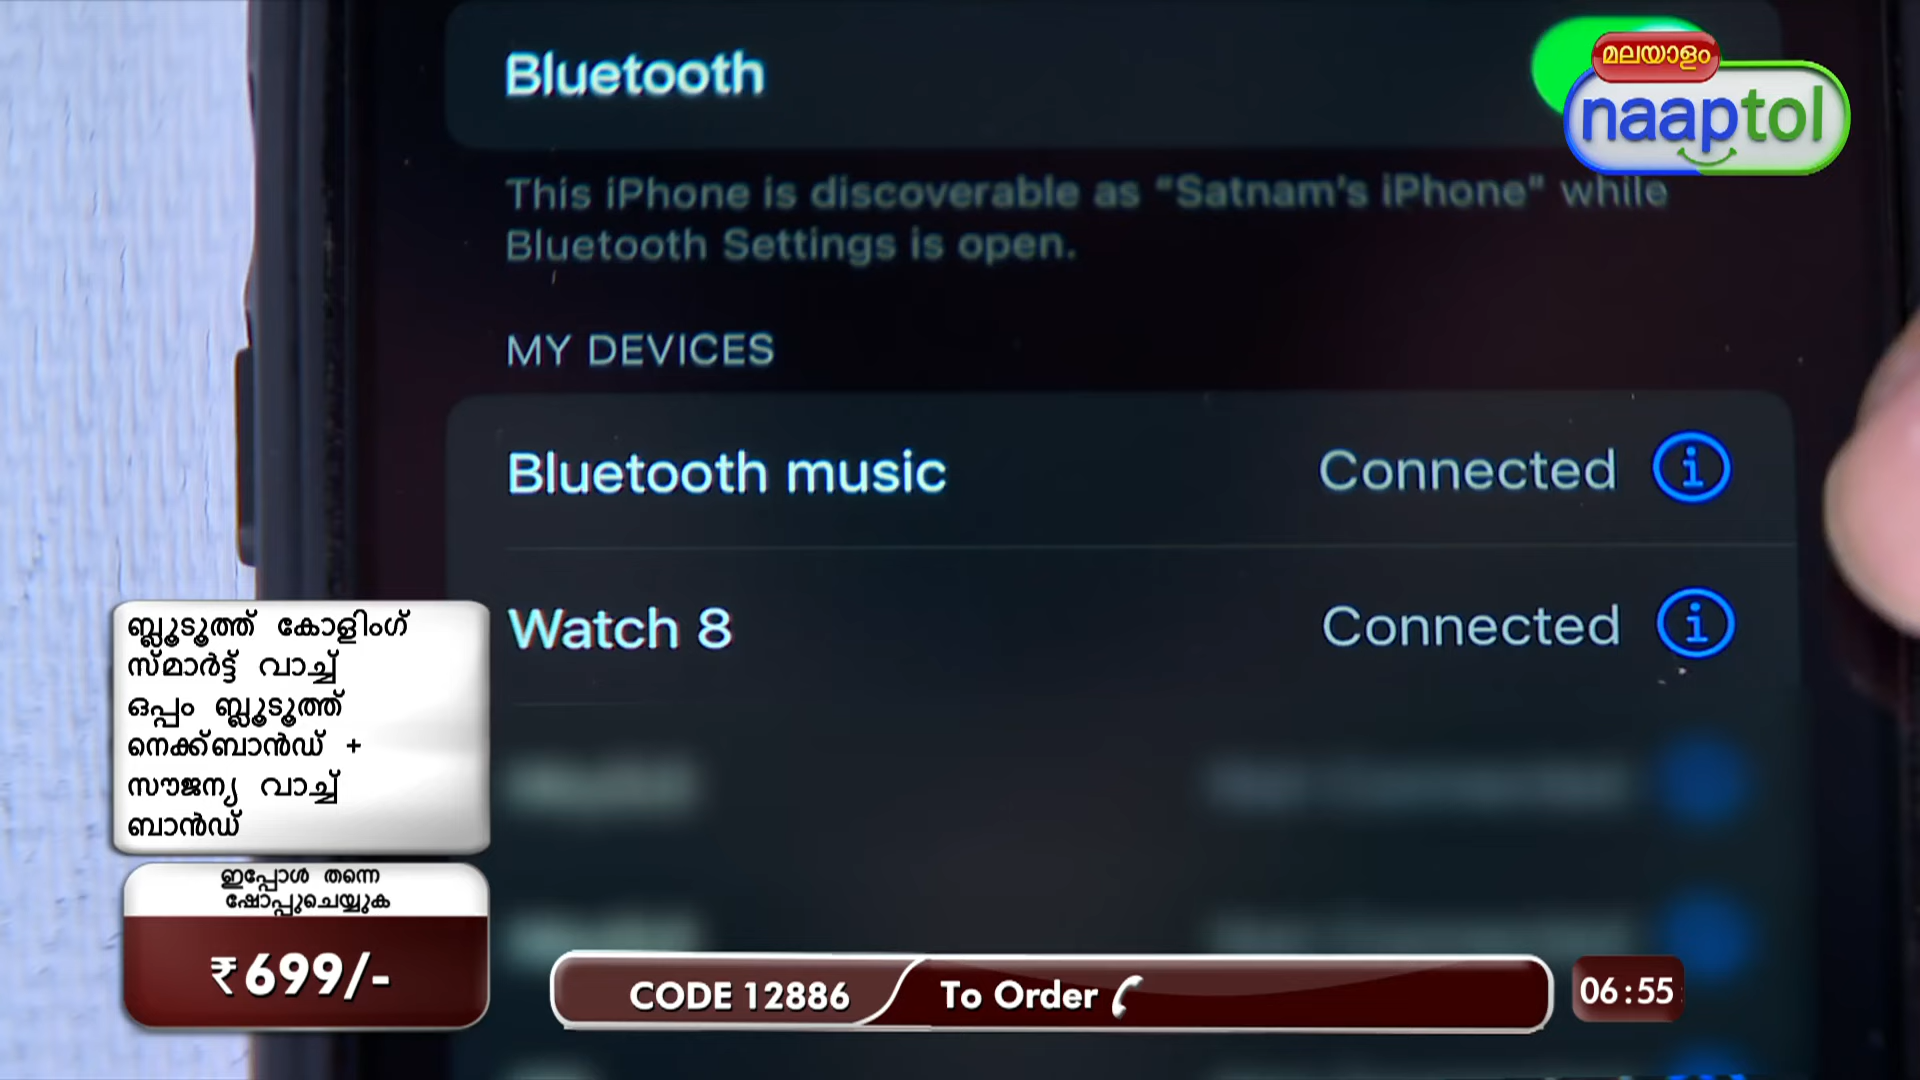 Bluetooth
മലയാളം
naaptol
This iPhone is discoverable as “Satnam's iPhone” while
Bluetooth Settings is open.
MY DEVICES
Bluetooth music Connected i
Watch 8 Connected i
ബ്ലൂടൂത്ത് കോളിംഗ്
സ്മാർട്ട് വാച്ച്
ഒപ്പം ബ്ലൂടൂത്ത്
നെക്ക്ബാൻഡ് +
സൗജന്യ വാച്ച്
ബാൻഡ്
ഇപ്പോൾ തന്നെ
ഷോപ്പുചെയ്യുക
₹699/-
CODE 12886 To Order
06:55